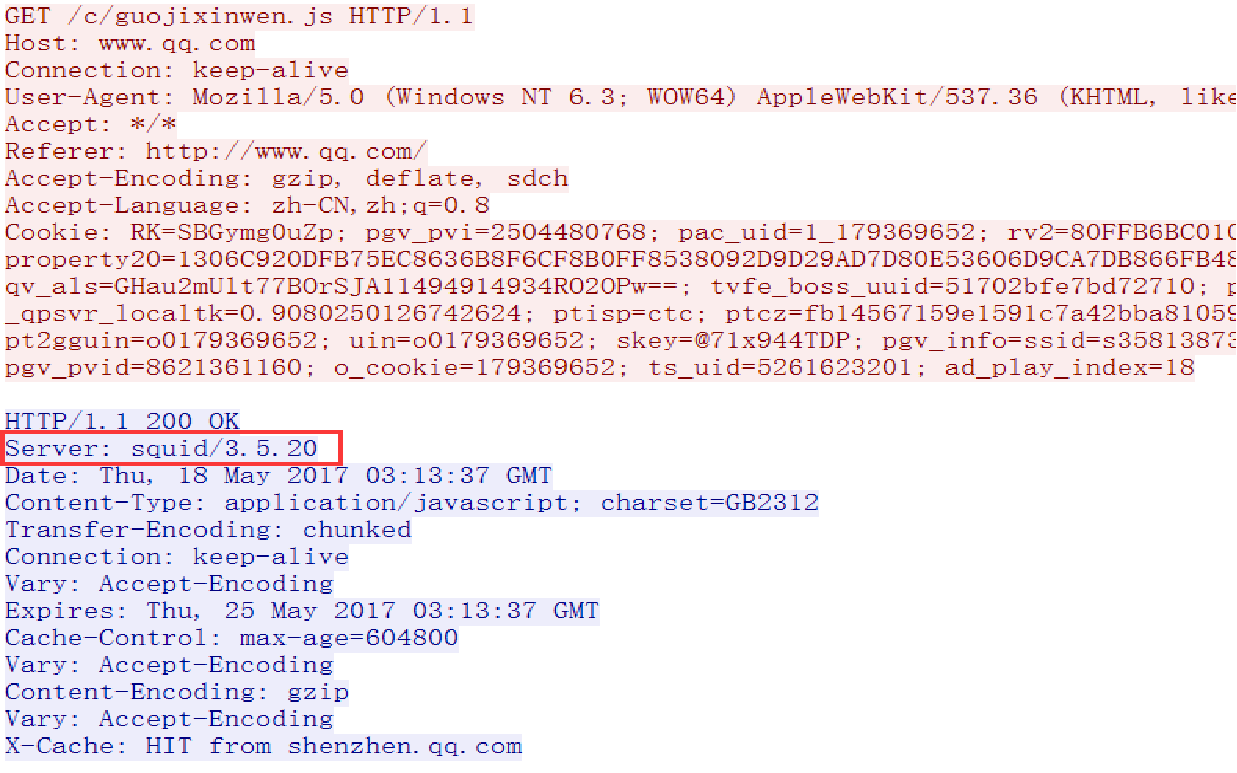 GET /c/guojixinwen.js HTTP/1.1
Host: www.qq.com
Connection: keep-alive
User-Agent: Mozilla/5.0 (Windows NT 6.3; WOW64) AppleWebKit/537.36 (KHTML, like
Accept: */*
Referer: http://www.qq.com/
Accept-Encoding: gzip, deflate, sdch
Accept-Language: zh-CN,zh;q=0.8
Cookie: RK=SBGymg0uZp; pgv_pvi=2504480768; pac_uid=1_179369652; rv2=80FFB6BC01C
property20=1306C920DFB75EC8636B8F6CF8B0FF8538092D9D29AD7D80E53606D9CA7DB866FB48
qv_als=GHau2mUlt77BOrSJA11494914934RO2OPw==; tvfe_boss_uuid=51702bfe7bd72710; p
_qpsvr_localtk=0.9080250126742624; ptisp=ctc; ptcz=fb14567159e1591c7a42bba81059
pt2gguin=o0179369652; uin=o0179369652; skey=@71x944TDP; pgv_info=ssid=s35813873
pgv_pvid=8621361160; o_cookie=179369652; ts_uid=5261623201; ad_play_index=18
HTTP/1.1 200 OK
Server: squid/3.5.20
Date: Thu, 18 May 2017 03:13:37 GMT
Content-Type: application/javascript; charset=GB2312
Transfer-Encoding: chunked
Connection: keep-alive
Vary: Accept-Encoding
Expires: Thu, 25 May 2017 03:13:37 GMT
Cache-Control: max-age=604800
Vary: Accept-Encoding
Content-Encoding: gzip
Vary: Accept-Encoding
X-Cache: HIT from shenzhen.qq.com